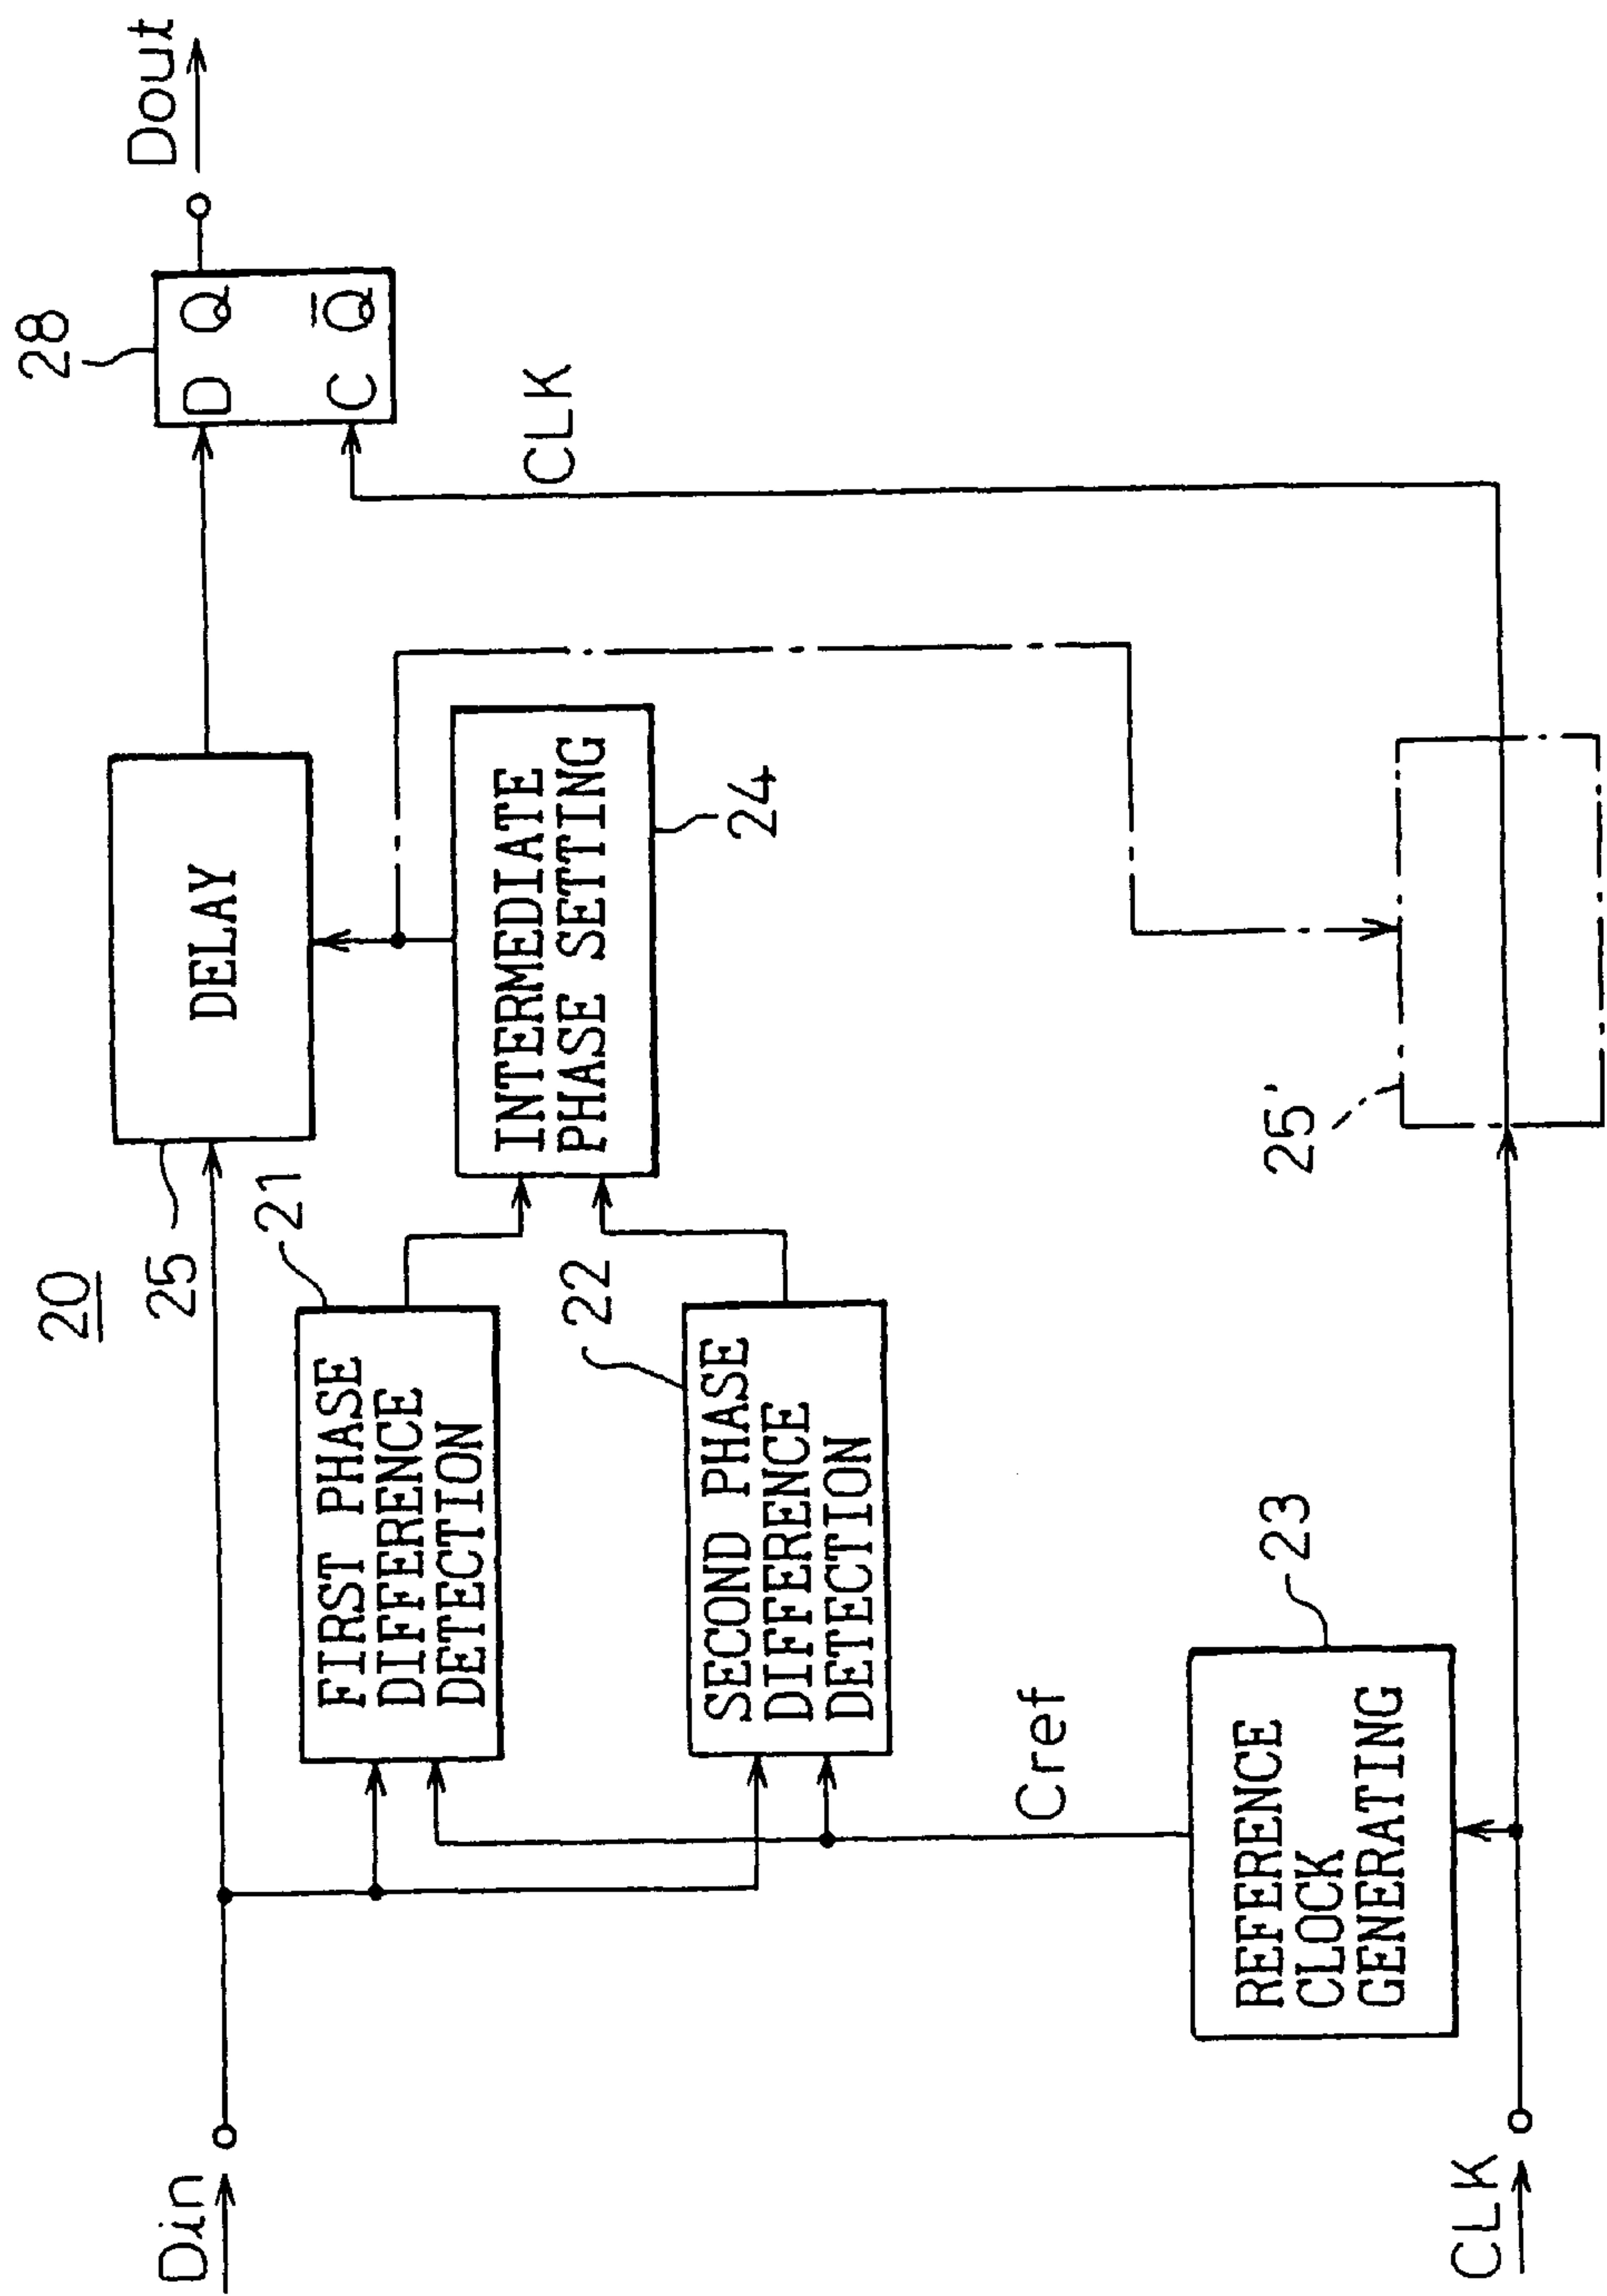 20
Din
25
DELAY
28
D Q
C Q̅
Dout
21
FIRST PHASE
DIFFERENCE
DETECTION
INTERMEDIATE
PHASE SETTING
24
22
SECOND PHASE
DIFFERENCE
DETECTION
CLK
Cref
23
REFERENCE
CLOCK
GENERATING
25'
CLK